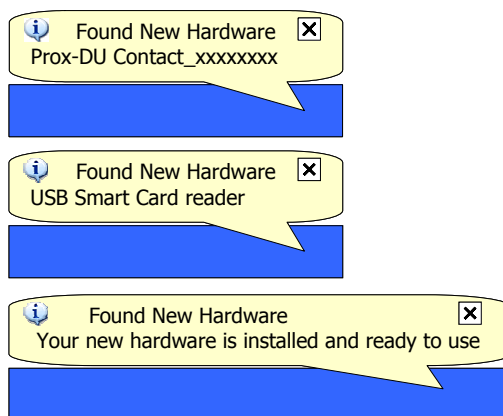 Found New Hardware
Prox-DU Contact_xxxxxxxx
Found New Hardware
USB Smart Card reader
Found New Hardware
Your new hardware is installed and ready to use